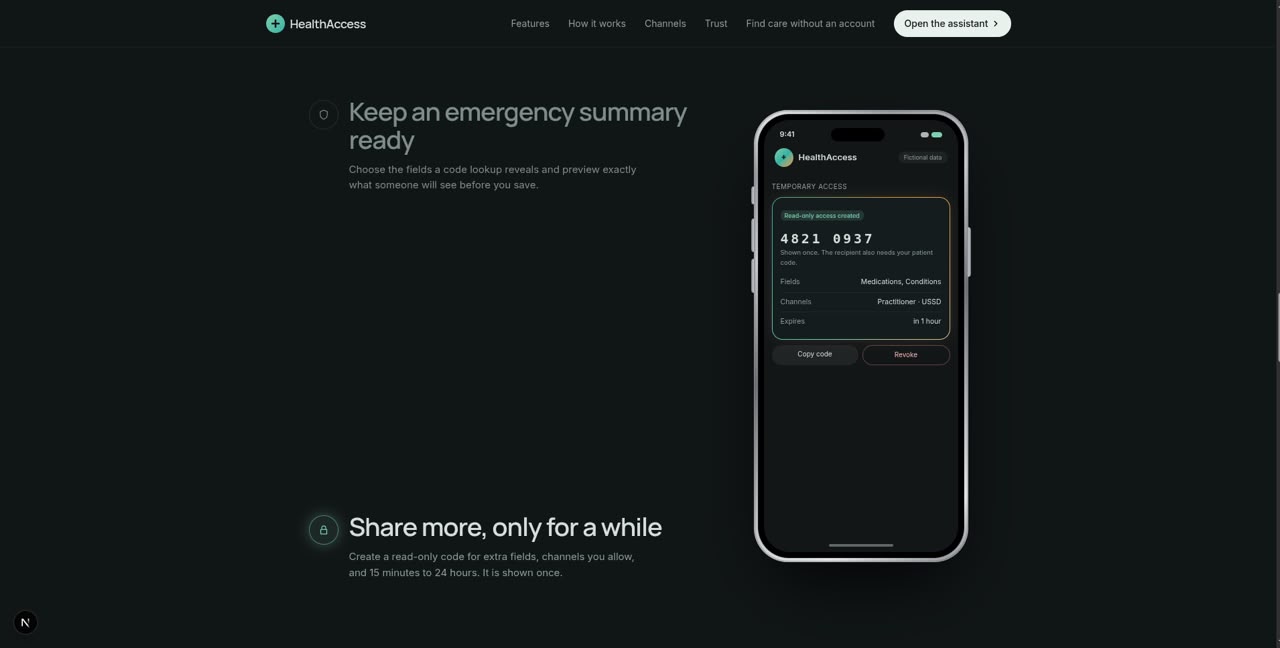 HealthAccess
Features
How it works
Channels
Trust
Find care without an account
Open the assistant
Keep an emergency summary
ready
Choose the fields a code lookup reveals and preview exactly
what someone will see before you save.
Share more, only for a while
Create a read-only code for extra fields, channels you allow,
and 15 minutes to 24 hours. It is shown once.
9:41
HealthAccess
Fictional data
TEMPORARY ACCESS
Read-only access created
4821 0937
Shown once. The recipient also needs your patient
code.
Fields Medications, Conditions
Channels Practitioner · USSD
Expires in 1 hour
Copy code
Revoke
N